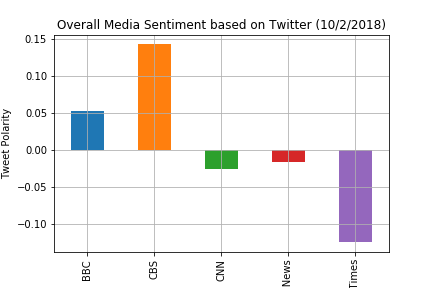 Overall Media Sentiment based on Twitter (10/2/2018)
Tweet Polarity
0.15
0.10
0.05
0.00
−0.05
−0.10
BBC
CBS
CNN
News
Times